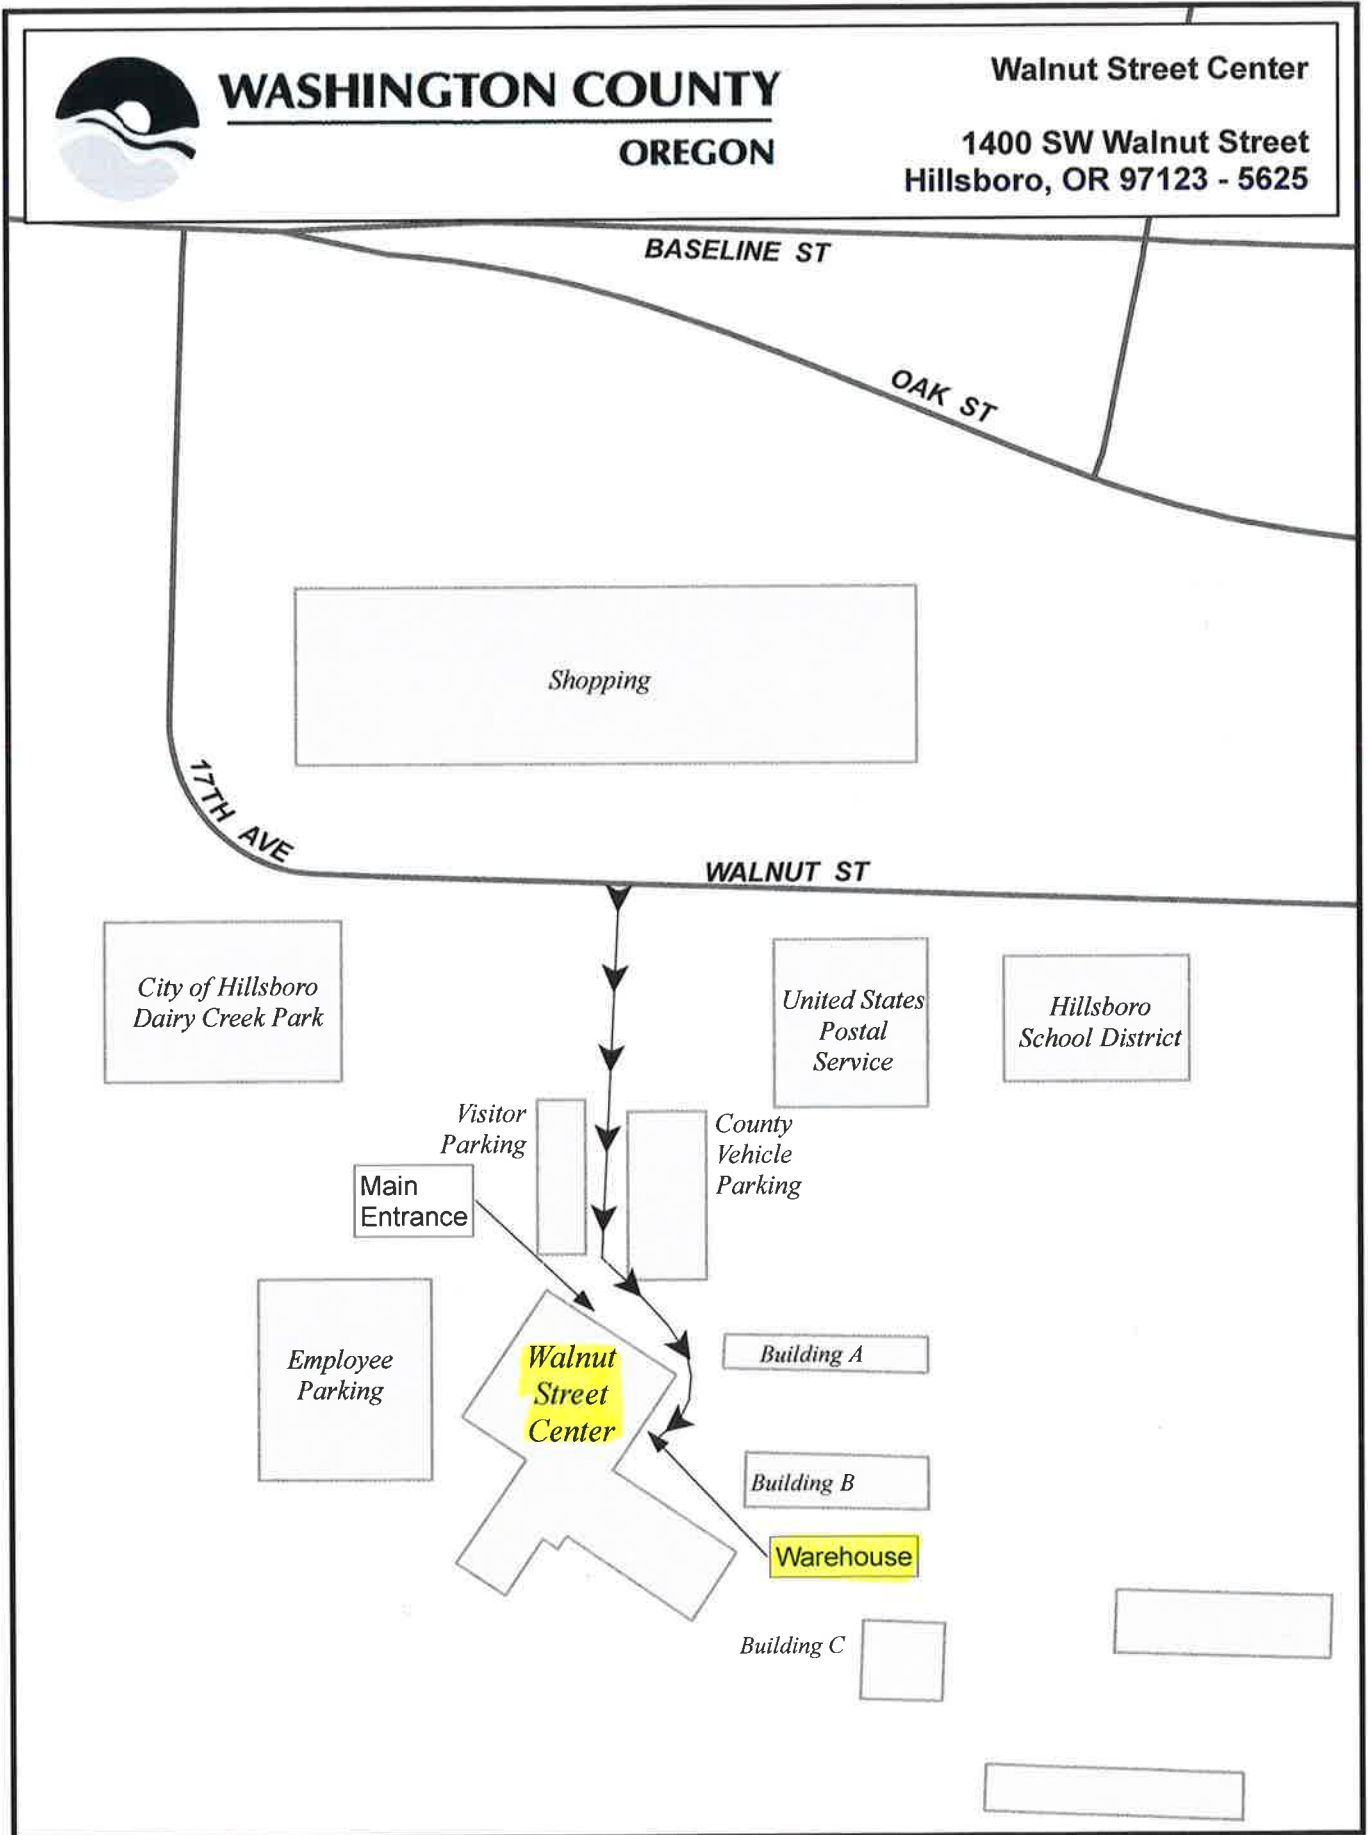 WASHINGTON COUNTY
OREGON
Walnut Street Center
1400 SW Walnut Street
Hillsboro, OR 97123 - 5625
BASELINE ST
OAK ST
Shopping
17TH AVE
WALNUT ST
City of Hillsboro
Dairy Creek Park
United States
Postal
Service
Hillsboro
School District
Visitor
Parking
County
Vehicle
Parking
Main
Entrance
Employee
Parking
Walnut
Street
Center
Building A
Building B
Warehouse
Building C